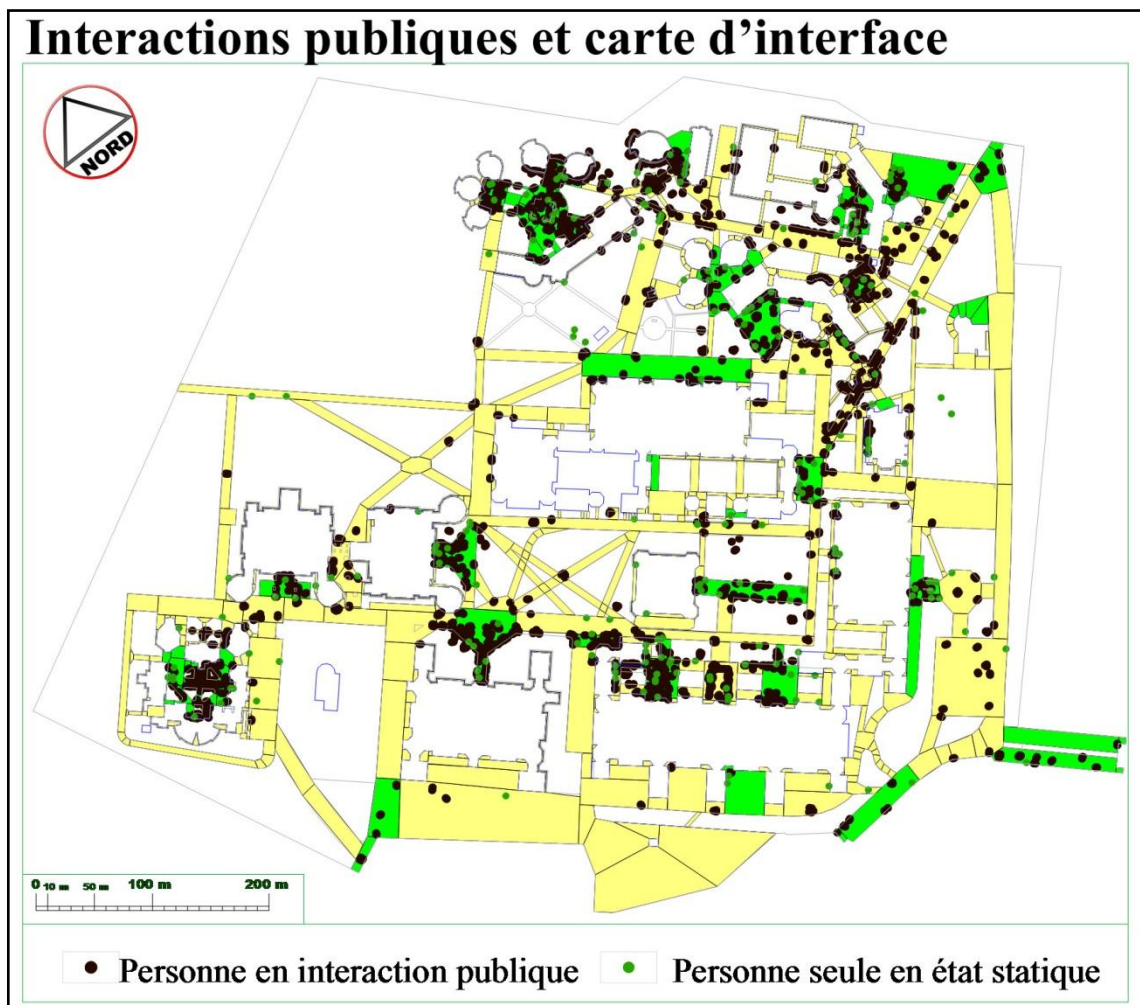 Interactions publiques et carte d'interface
NORD
0 10 m 50 m 100 m 200 m
Personne en interaction publique Personne seule en état statique